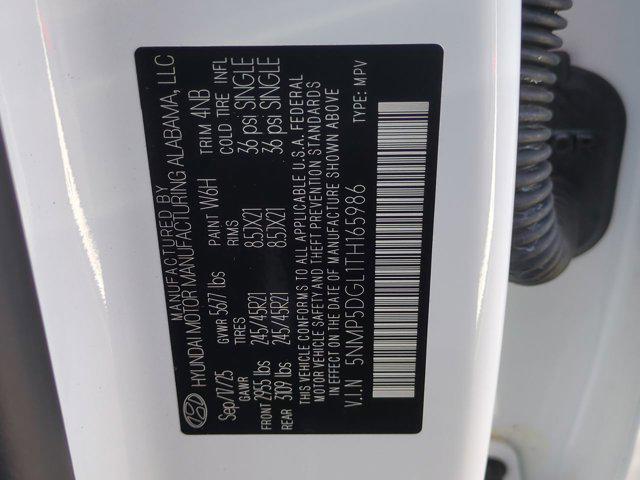 MANUFACTURED BY
HYUNDAI MOTOR MANUFACTURING ALABAMA, LLC
Sep/17/25 GVWR 5677 lbs PAINT W6H TRIM 4NB
GAWR TIRES RIMS COLD TIRE INFL
FRONT 2955 lbs 245/45R21 8.5JX21 36 psi SINGLE
REAR 3109 lbs 245/45R21 8.5JX21 36 psi SINGLE
THIS VEHICLE CONFORMS TO ALL APPLICABLE U.S.A. FEDERAL
MOTOR VEHICLE SAFETY AND THEFT PREVENTION STANDARDS
IN EFFECT ON THE DATE OF MANUFACTURE SHOWN ABOVE
V.I.N 5NMP5DGL1TH165986 TYPE: MPV